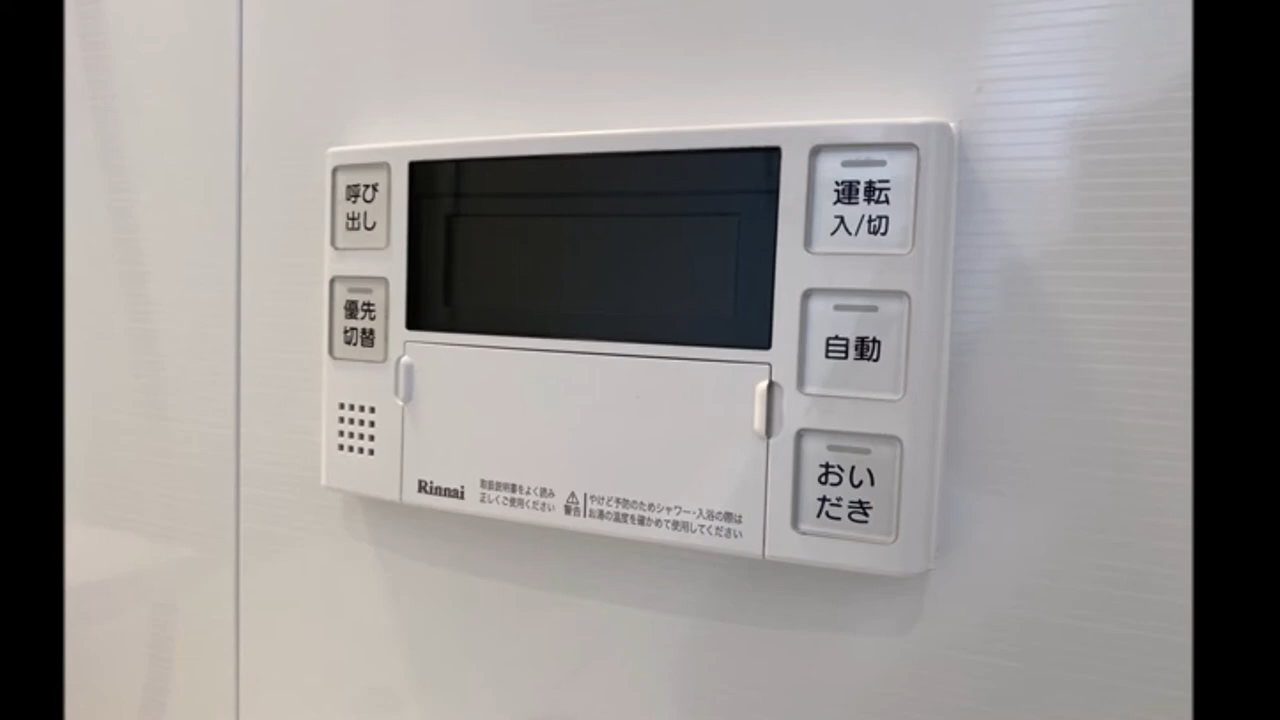 呼び
出し
優先
切替
運転
入/切
自動
おい
だき
Rinnai
取扱説明書をよく読み
正しくご使用ください
警告
やけど予防のためシャワー・入浴の際は
お湯の温度を確かめて使用してください